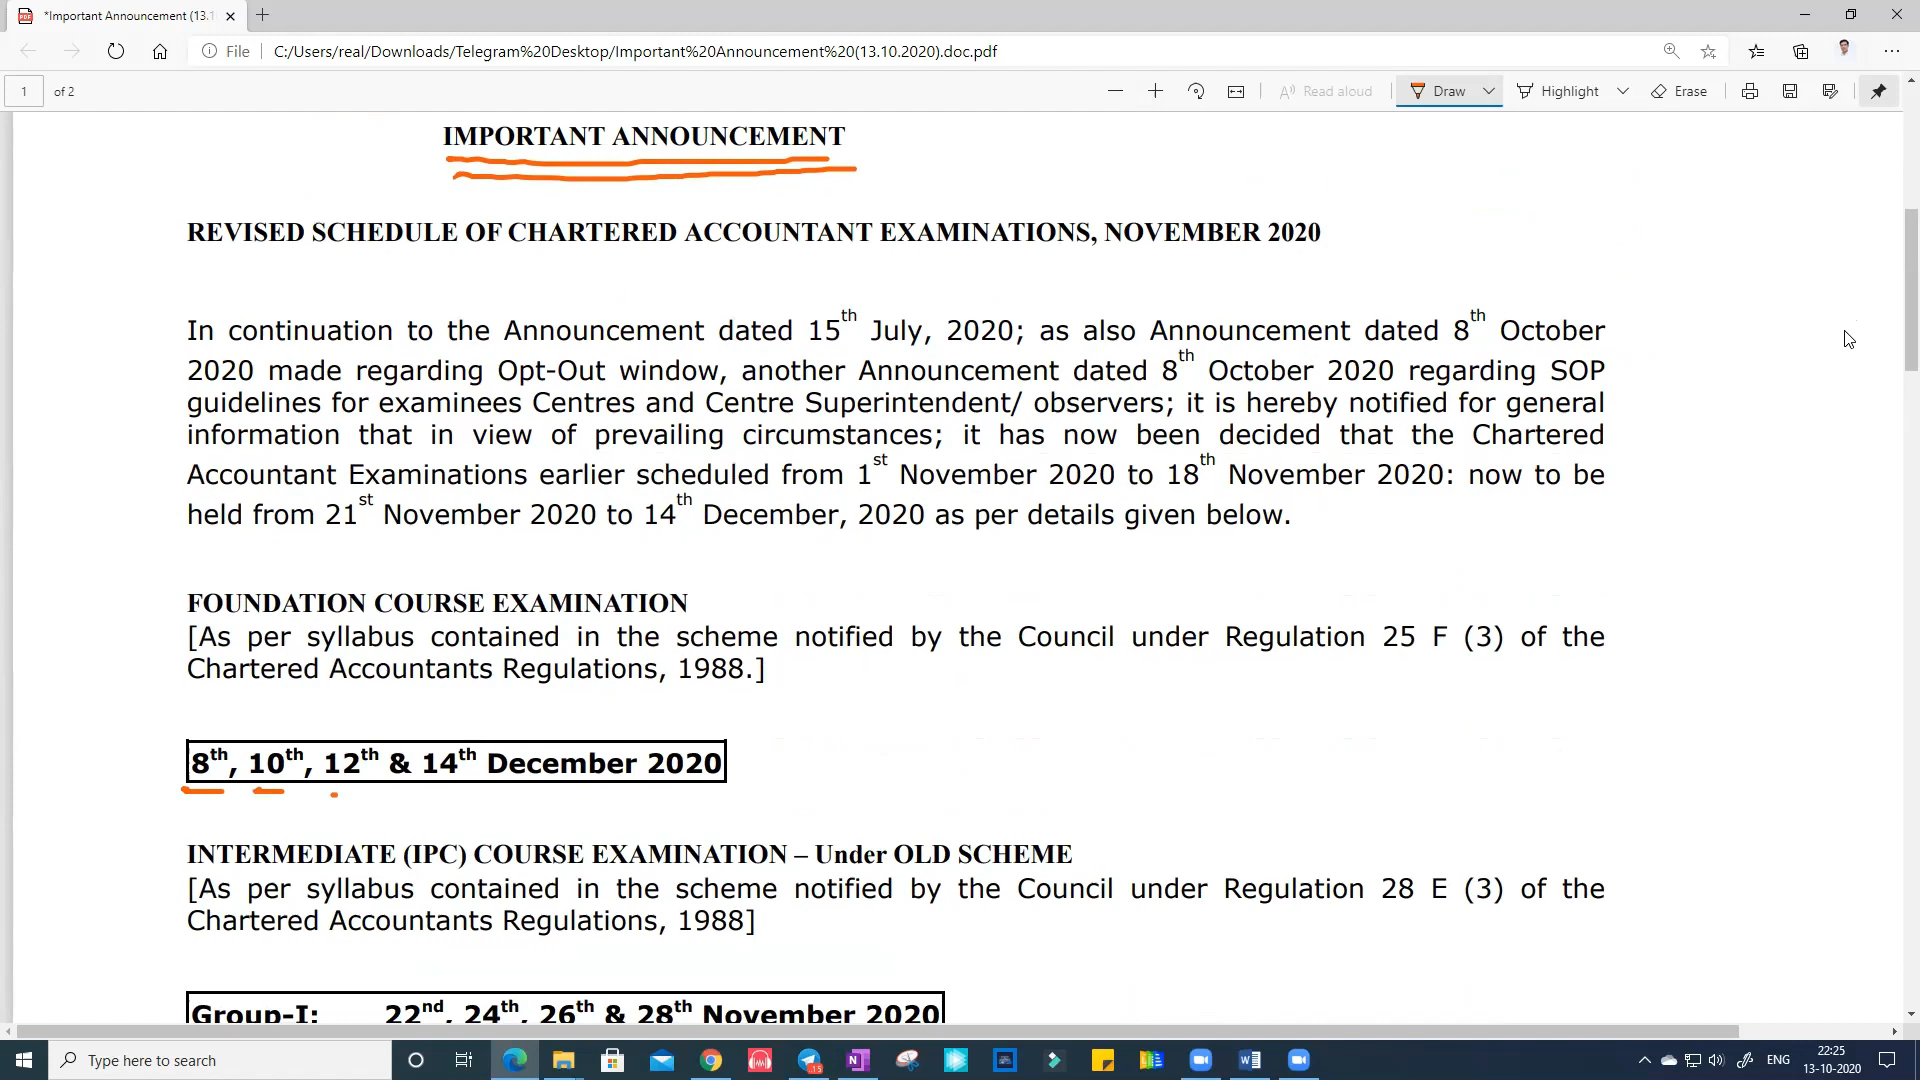 *Important Announcement (13.1
File
C:/Users/real/Downloads/Telegram%20Desktop/Important%20Announcement%20(13.10.2020).doc.pdf
1 of 2
Read aloud
Draw
Highlight
Erase
IMPORTANT ANNOUNCEMENT
REVISED SCHEDULE OF CHARTERED ACCOUNTANT EXAMINATIONS, NOVEMBER 2020
In continuation to the Announcement dated 15th July, 2020; as also Announcement dated 8th October
2020 made regarding Opt-Out window, another Announcement dated 8th October 2020 regarding SOP
guidelines for examinees Centres and Centre Superintendent/ observers; it is hereby notified for general
information that in view of prevailing circumstances; it has now been decided that the Chartered
Accountant Examinations earlier scheduled from 1st November 2020 to 18th November 2020: now to be
held from 21st November 2020 to 14th December, 2020 as per details given below.
FOUNDATION COURSE EXAMINATION
[As per syllabus contained in the scheme notified by the Council under Regulation 25 F (3) of the
Chartered Accountants Regulations, 1988.]
8th, 10th, 12th & 14th December 2020
INTERMEDIATE (IPC) COURSE EXAMINATION – Under OLD SCHEME
[As per syllabus contained in the scheme notified by the Council under Regulation 28 E (3) of the
Chartered Accountants Regulations, 1988]
Group-I: 22nd, 24th, 26th & 28th November 2020
Type here to search
15
ENG
22:25
13-10-2020